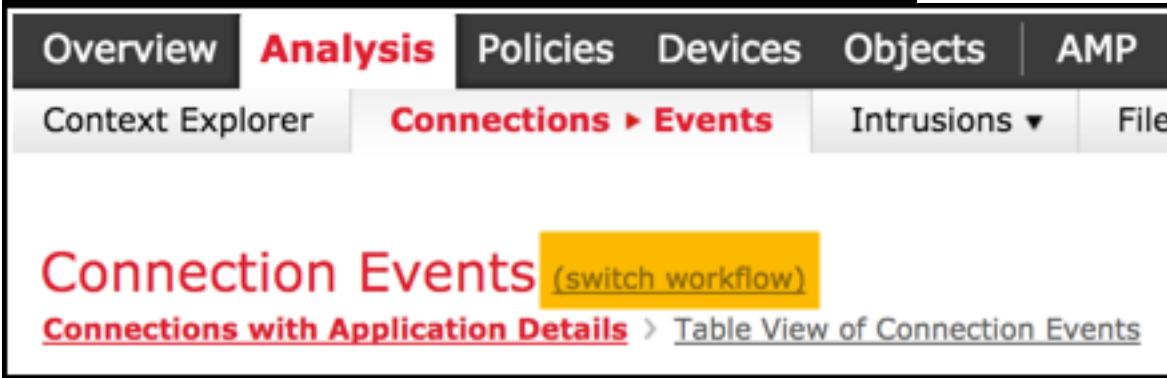 Overview Analysis Policies Devices Objects AMP
Context Explorer Connections ▸ Events Intrusions ▾ File
Connection Events (switch workflow)
Connections with Application Details > Table View of Connection Events